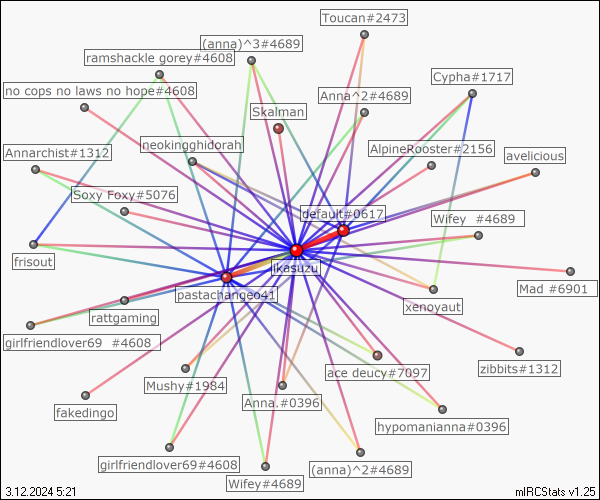 Toucan#2473
(anna)^3#4689
ramshackle gorey#4608
Cypha#1717
no cops no laws no hope#4608
Anna^2#4689
Skalman
neokingghidorah
AlpineRooster#2156
Annarchist#1312
avelicious
Soxy Foxy#5076
default#0617
Wifey #4689
frisout
likasuzu
Mad #6901
pastachangeo41
xenoyaut
rattgaming
girlfriendlover69 #4608
zibbits#1312
ace deucy#7097
Mushy#1984
Anna.#0396
fakedingo
hypomanianna#0396
girlfriendlover69#4608
(anna)^2#4689
Wifey#4689
3.12.2024 5:21
mIRCStats v1.25